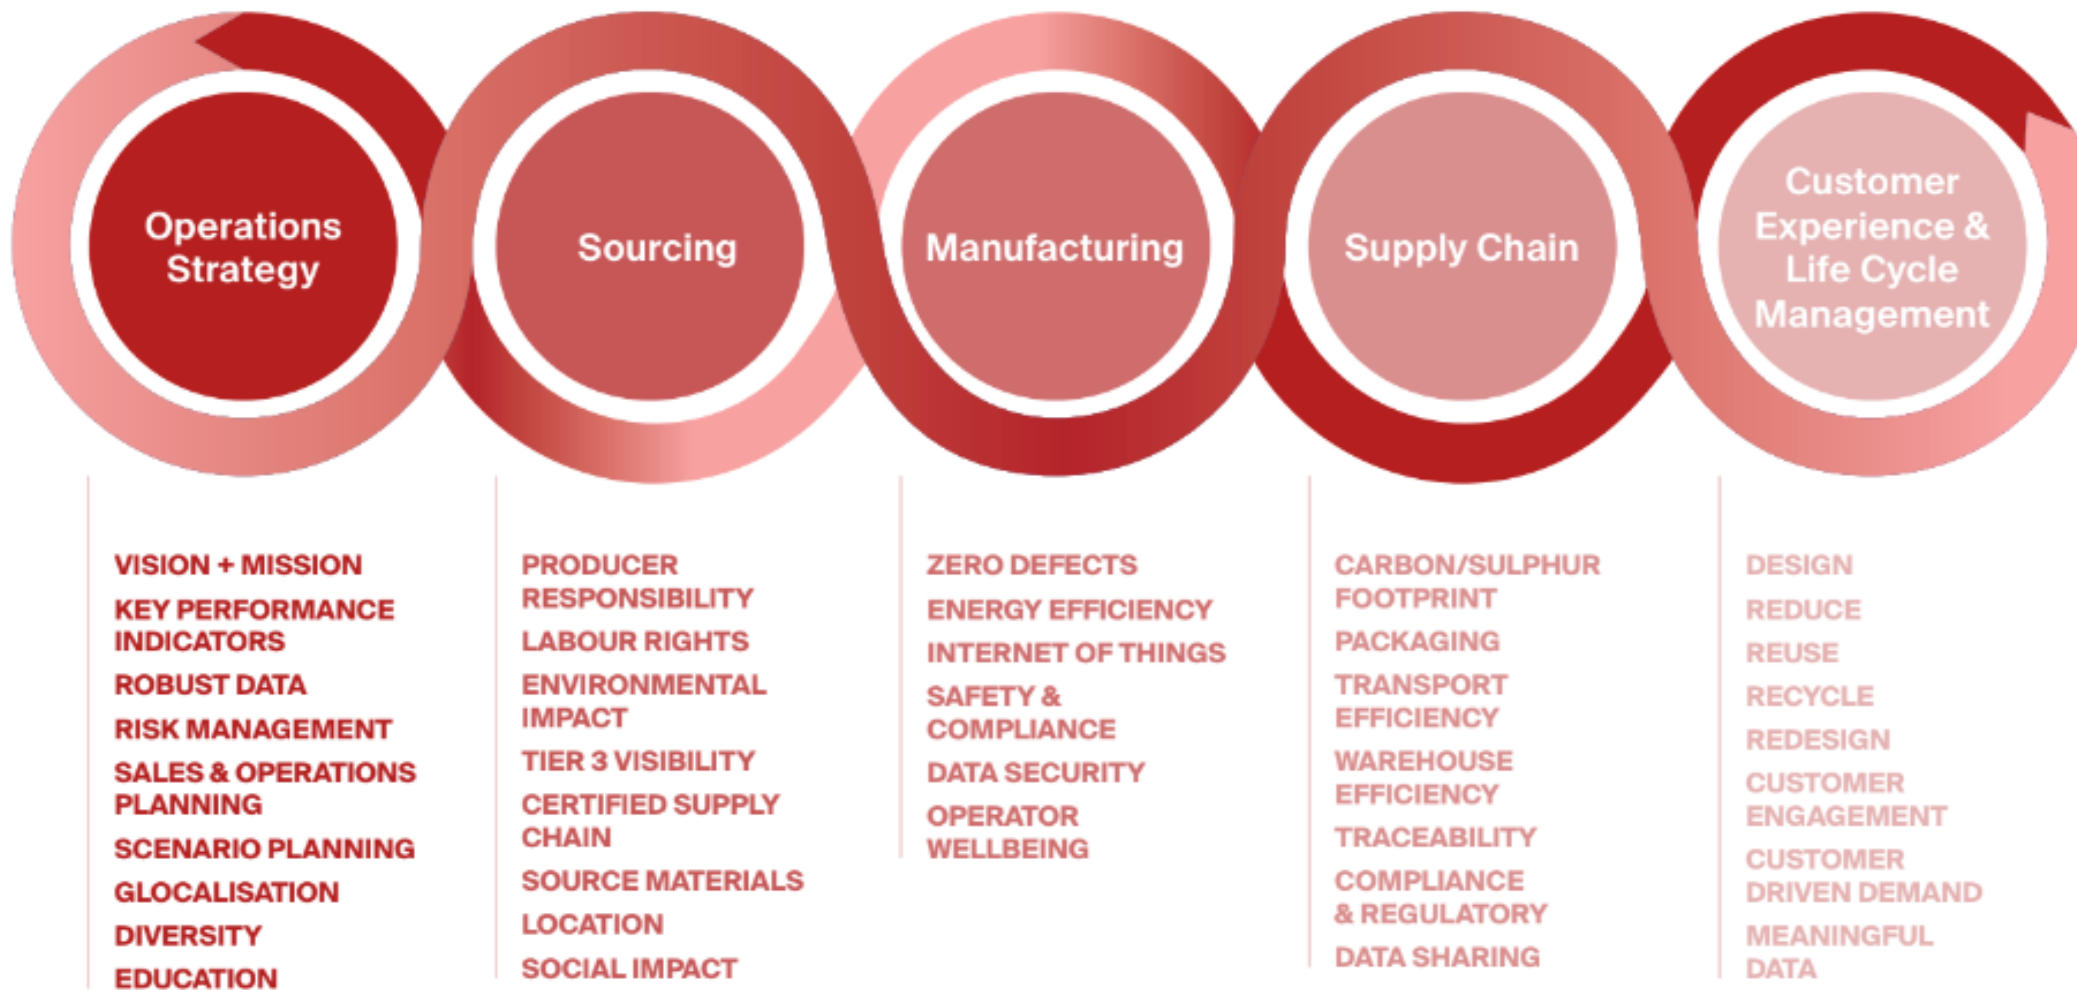 Operations
Strategy
Sourcing
Manufacturing
Supply Chain
Customer
Experience &
Life Cycle
Management
VISION + MISSION
KEY PERFORMANCE
INDICATORS
ROBUST DATA
RISK MANAGEMENT
SALES & OPERATIONS
PLANNING
SCENARIO PLANNING
GLOCALISATION
DIVERSITY
EDUCATION
PRODUCER
RESPONSIBILITY
LABOUR RIGHTS
ENVIRONMENTAL
IMPACT
TIER 3 VISIBILITY
CERTIFIED SUPPLY
CHAIN
SOURCE MATERIALS
LOCATION
SOCIAL IMPACT
ZERO DEFECTS
ENERGY EFFICIENCY
INTERNET OF THINGS
SAFETY &
COMPLIANCE
DATA SECURITY
OPERATOR
WELLBEING
CARBON/SULPHUR
FOOTPRINT
PACKAGING
TRANSPORT
EFFICIENCY
WAREHOUSE
EFFICIENCY
TRACEABILITY
COMPLIANCE
& REGULATORY
DATA SHARING
DESIGN
REDUCE
REUSE
RECYCLE
REDESIGN
CUSTOMER
ENGAGEMENT
CUSTOMER
DRIVEN DEMAND
MEANINGFUL
DATA